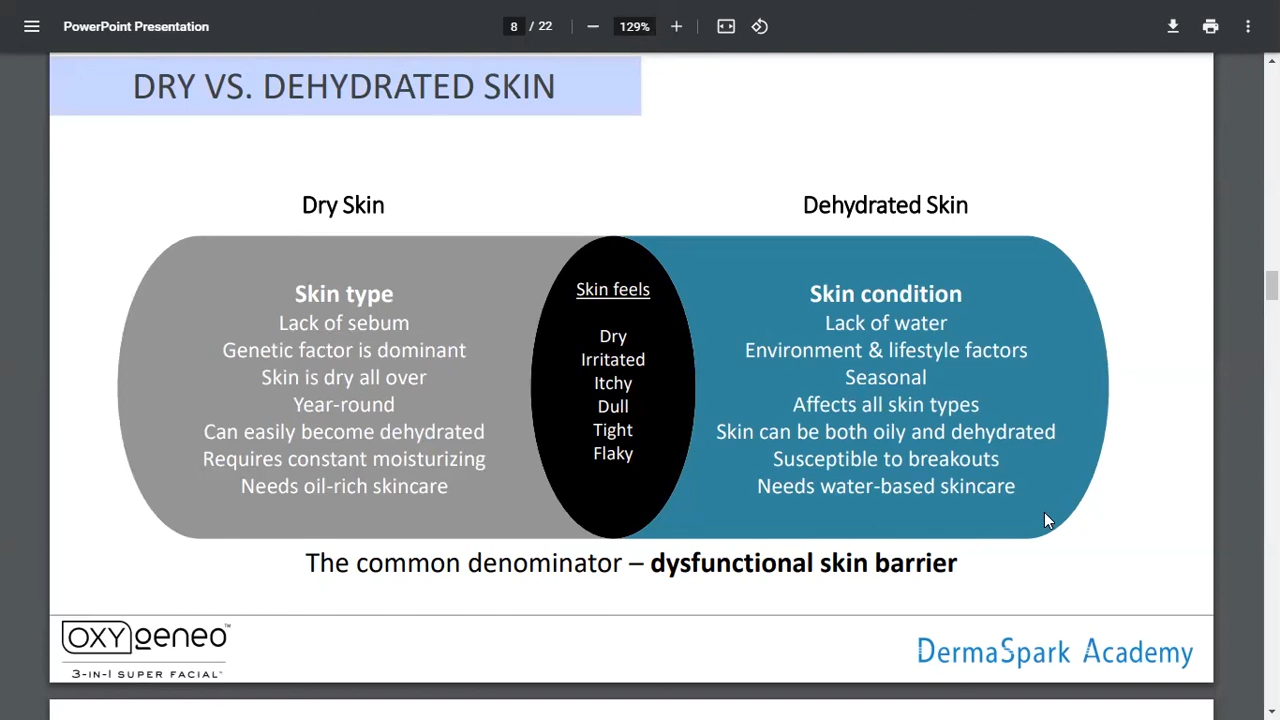 PowerPoint Presentation
8 / 22
129%
DRY VS. DEHYDRATED SKIN
Dry Skin
Dehydrated Skin
Skin type
Lack of sebum
Genetic factor is dominant
Skin is dry all over
Year-round
Can easily become dehydrated
Requires constant moisturizing
Needs oil-rich skincare
Skin feels
Dry
Irritated
Itchy
Dull
Tight
Flaky
Skin condition
Lack of water
Environment & lifestyle factors
Seasonal
Affects all skin types
Skin can be both oily and dehydrated
Susceptible to breakouts
Needs water-based skincare
The common denominator – dysfunctional skin barrier
OXYgeneo™
3-IN-1 SUPER FACIAL
DermaSpark Academy